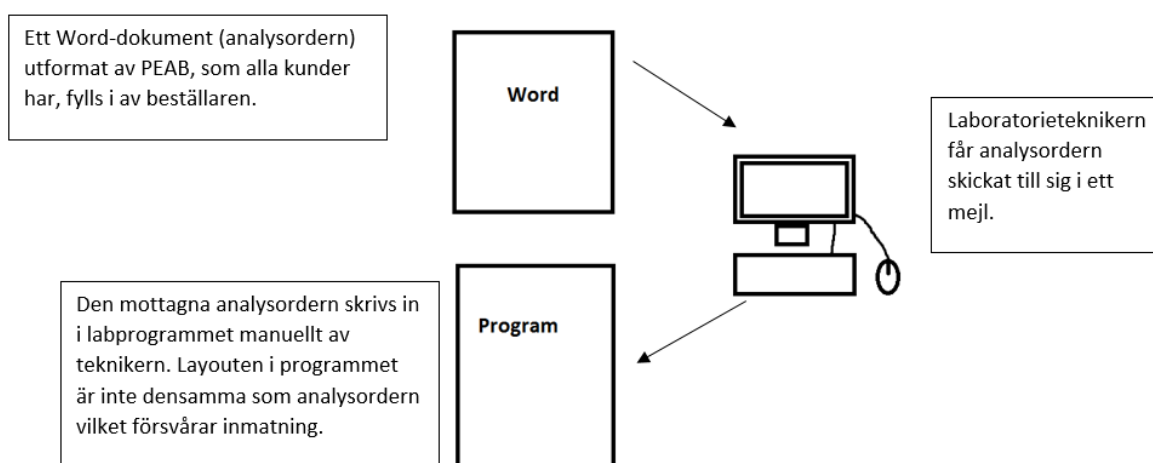 Ett Word-dokument (analysordern)
utformat av PEAB, som alla kunder
har, fylls i av beställaren.
Word
Laboratorieteknikern
får analysordern
skickat till sig i ett
mejl.
Den mottagna analysordern skrivs in
i labprogrammet manuellt av
teknikern. Layouten i programmet
är inte densamma som analysordern
vilket försvårar inmatning.
Program